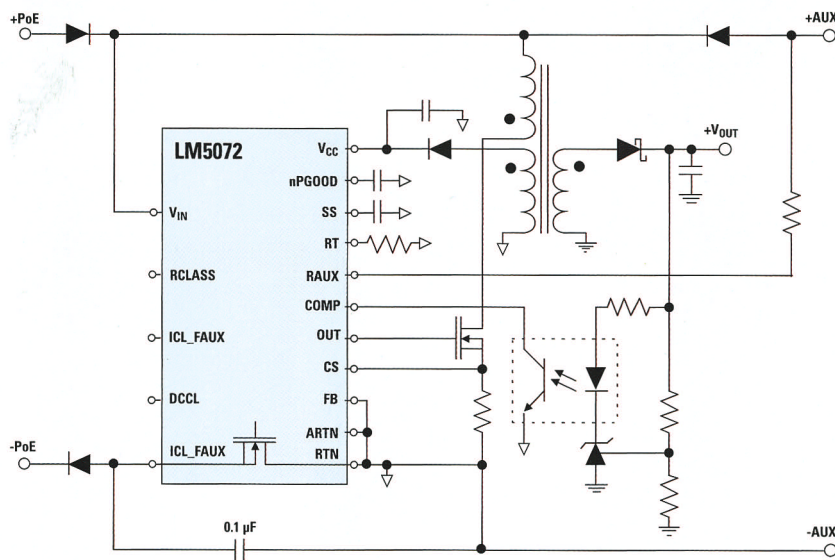 +PoE
+AUX
LM5072
VCC
+VOUT
nPGOOD
VIN
SS
RT
RCLASS
RAUX
COMP
ICL_FAUX
OUT
CS
DCCL
FB
ARTN
-PoE
ICL_FAUX
RTN
0.1 µF
-AUX